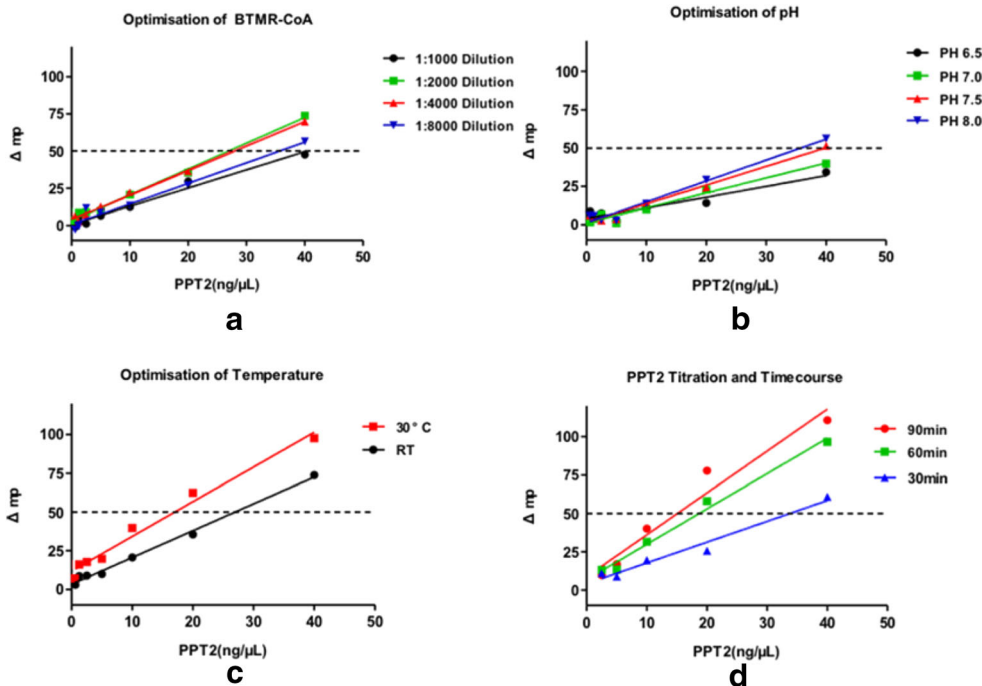 Optimisation of BTMR-CoA
Δ mp
100
75
50
25
0
0 10 20 30 40 50
PPT2(ng/µL)
1:1000 Dilution
1:2000 Dilution
1:4000 Dilution
1:8000 Dilution
a
Optimisation of pH
Δ mp
100
75
50
25
0
0 10 20 30 40 50
PPT2(ng/µL)
PH 6.5
PH 7.0
PH 7.5
PH 8.0
b
Optimisation of Temperature
Δ mp
100
75
50
25
0
0 10 20 30 40 50
PPT2(ng/µL)
30° C
RT
c
PPT2 Titration and Timecourse
Δ mp
100
75
50
25
0
0 10 20 30 40 50
PPT2(ng/µL)
90min
60min
30min
d